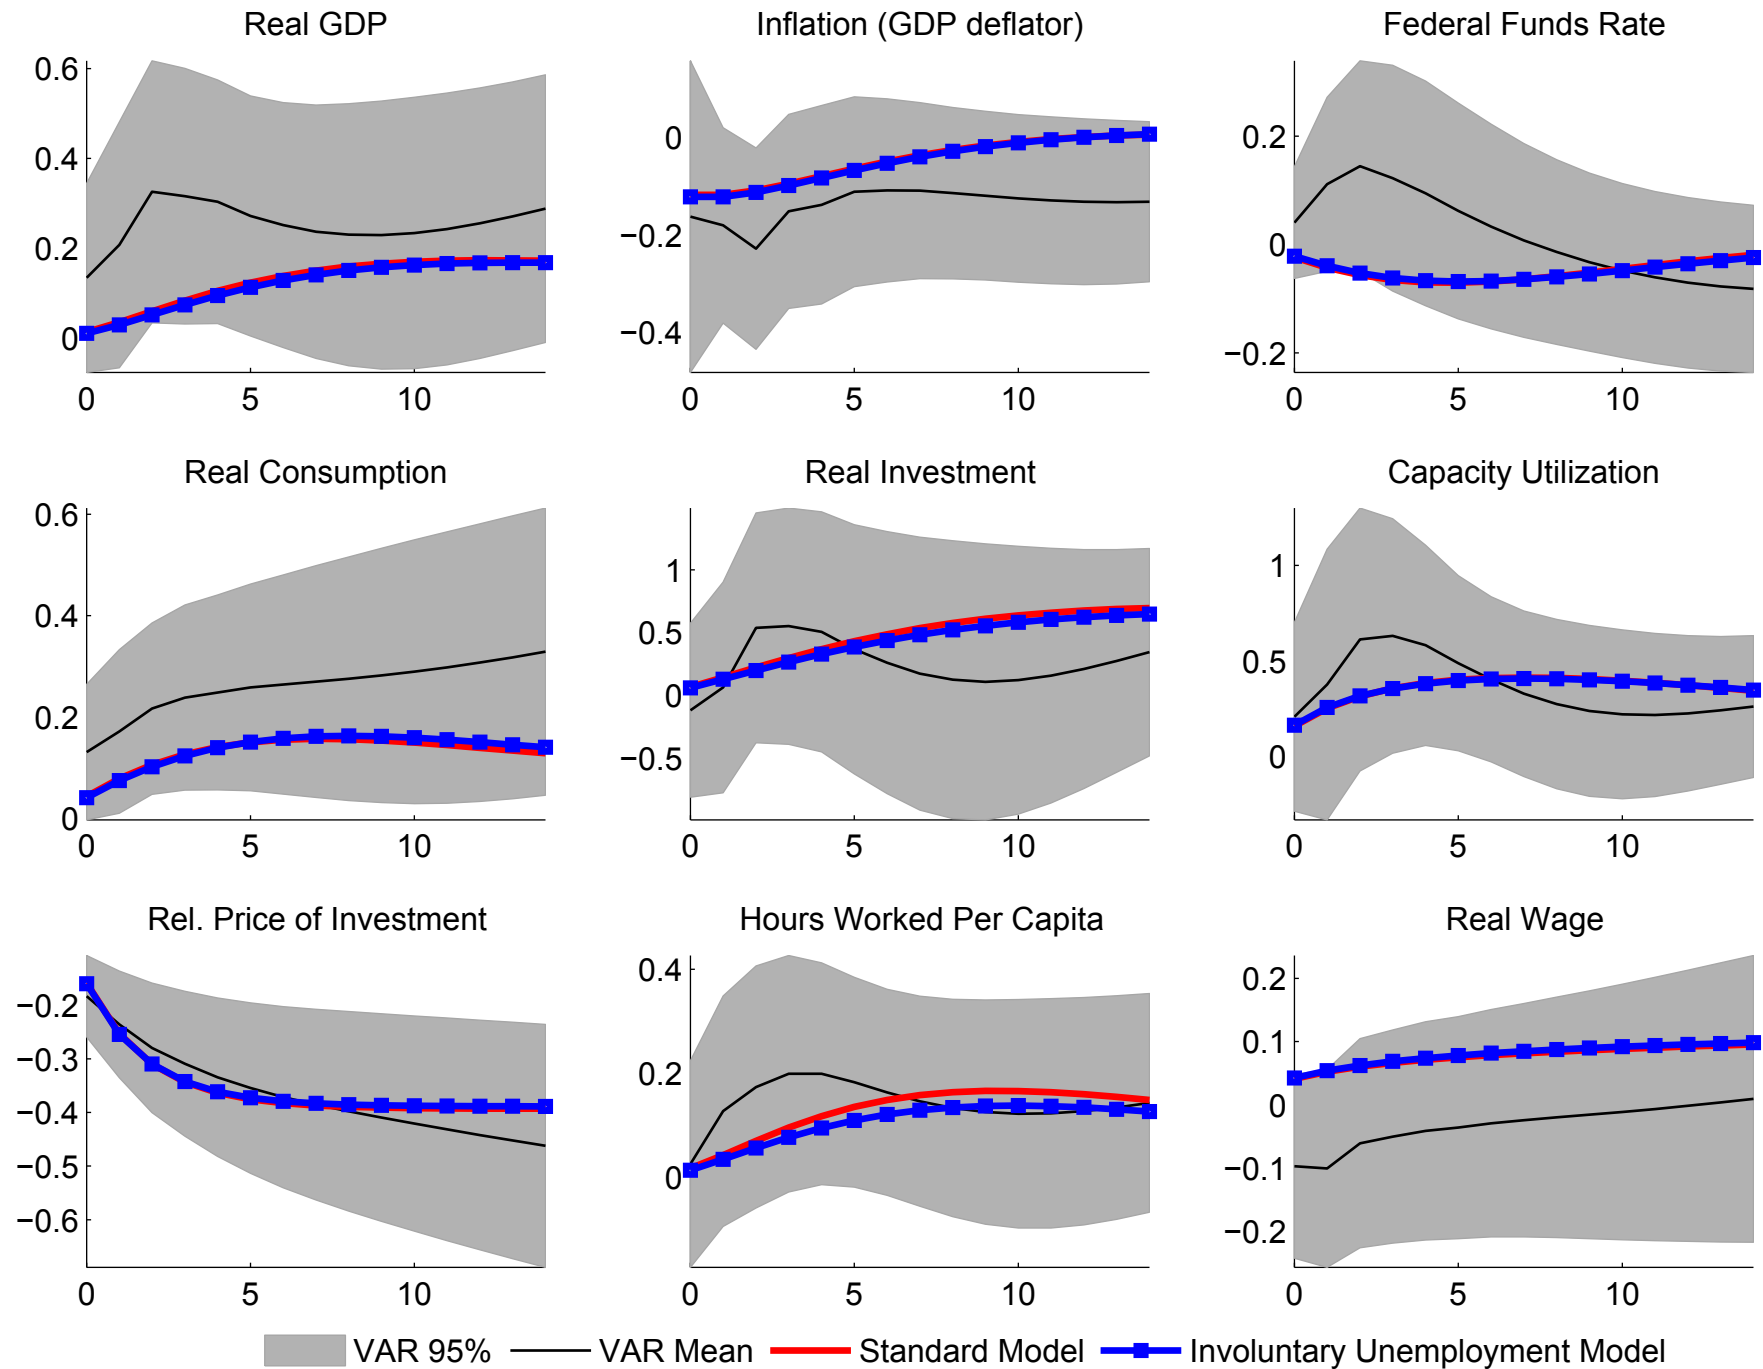 Real GDP
0.6
0.4
0.2
0
0 5 10
Inflation (GDP deflator)
0
−0.2
−0.4
0 5 10
Federal Funds Rate
0.2
0
−0.2
0 5 10
Real Consumption
0.6
0.4
0.2
0
0 5 10
Real Investment
1
0.5
0
−0.5
0 5 10
Capacity Utilization
1
0.5
0
0 5 10
Rel. Price of Investment
−0.2
−0.3
−0.4
−0.5
−0.6
0 5 10
Hours Worked Per Capita
0.4
0.2
0
0 5 10
Real Wage
0.2
0.1
0
−0.1
−0.2
0 5 10
VAR 95% VAR Mean Standard Model Involuntary Unemployment Model